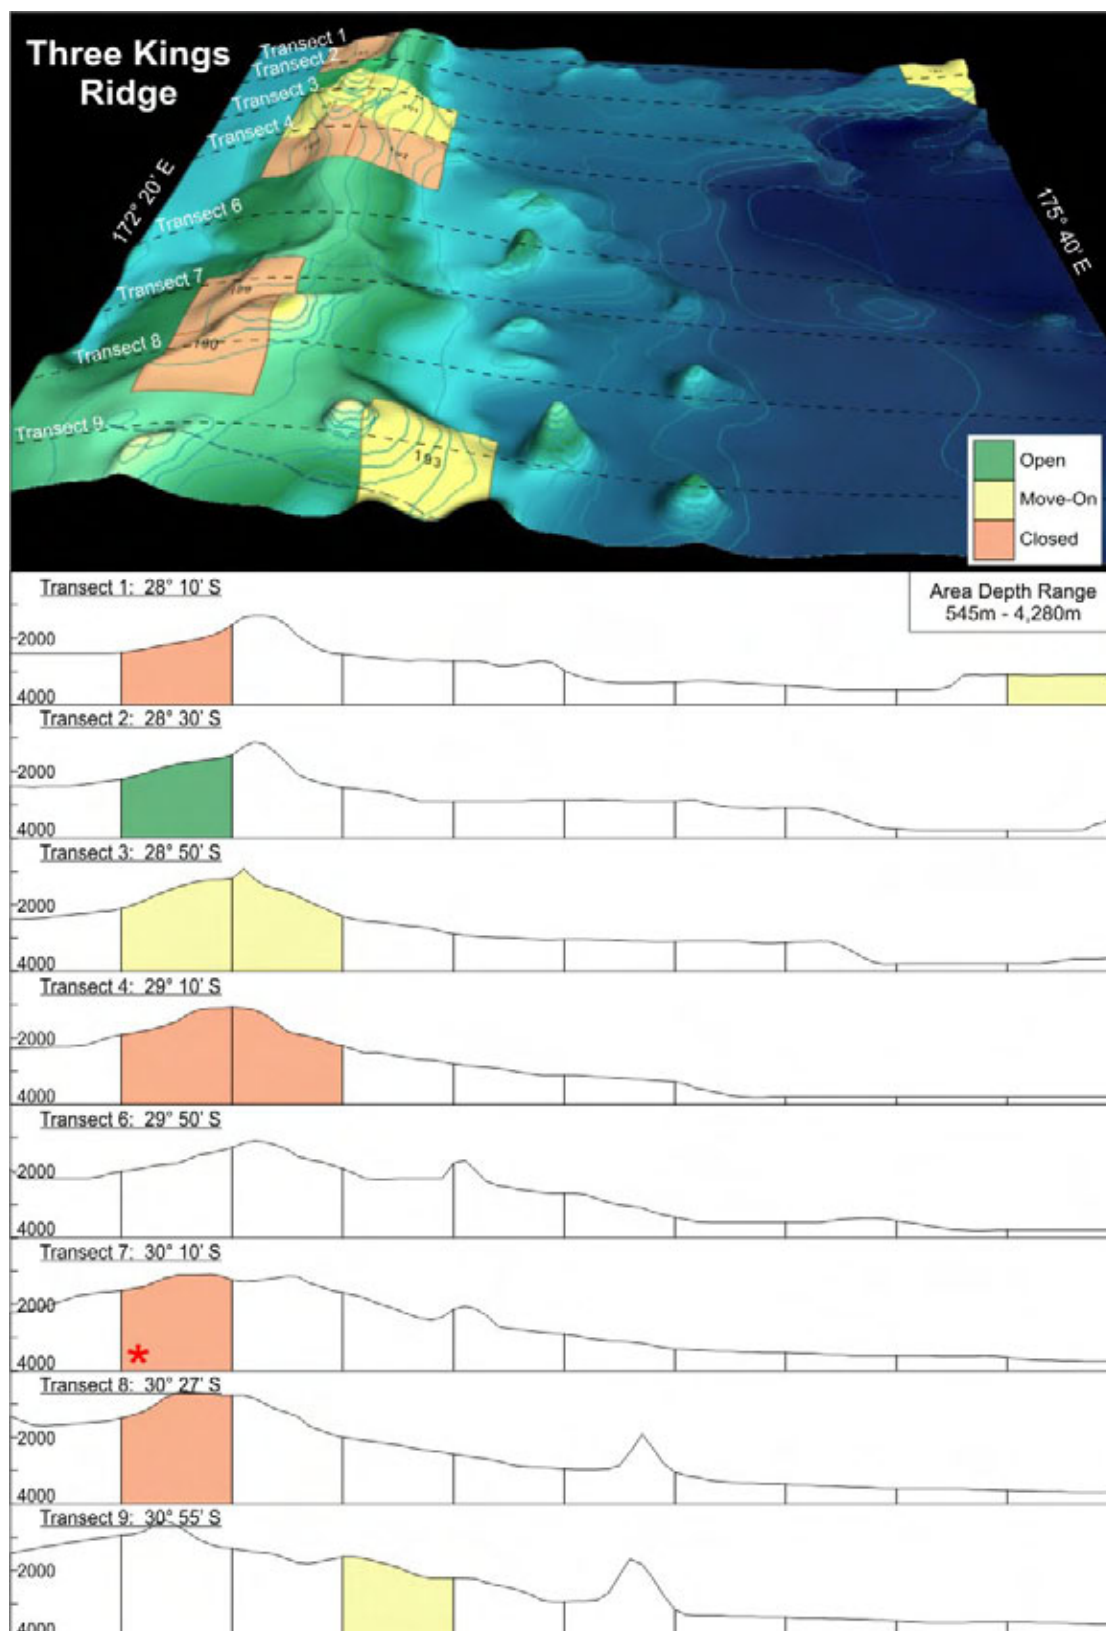 Three Kings
Ridge
Transect 1
Transect 2
Transect 3
Transect 4
172° 20' E
Transect 6
Transect 7
Transect 8
Transect 9
175° 40' E
190
193
Open
Move-On
Closed
Transect 1: 28° 10' S
Area Depth Range
545m - 4,280m
2000
4000
Transect 2: 28° 30' S
2000
4000
Transect 3: 28° 50' S
2000
4000
Transect 4: 29° 10' S
2000
4000
Transect 6: 29° 50' S
2000
4000
Transect 7: 30° 10' S
2000
4000
*
Transect 8: 30° 27' S
2000
4000
Transect 9: 30° 55' S
2000
4000